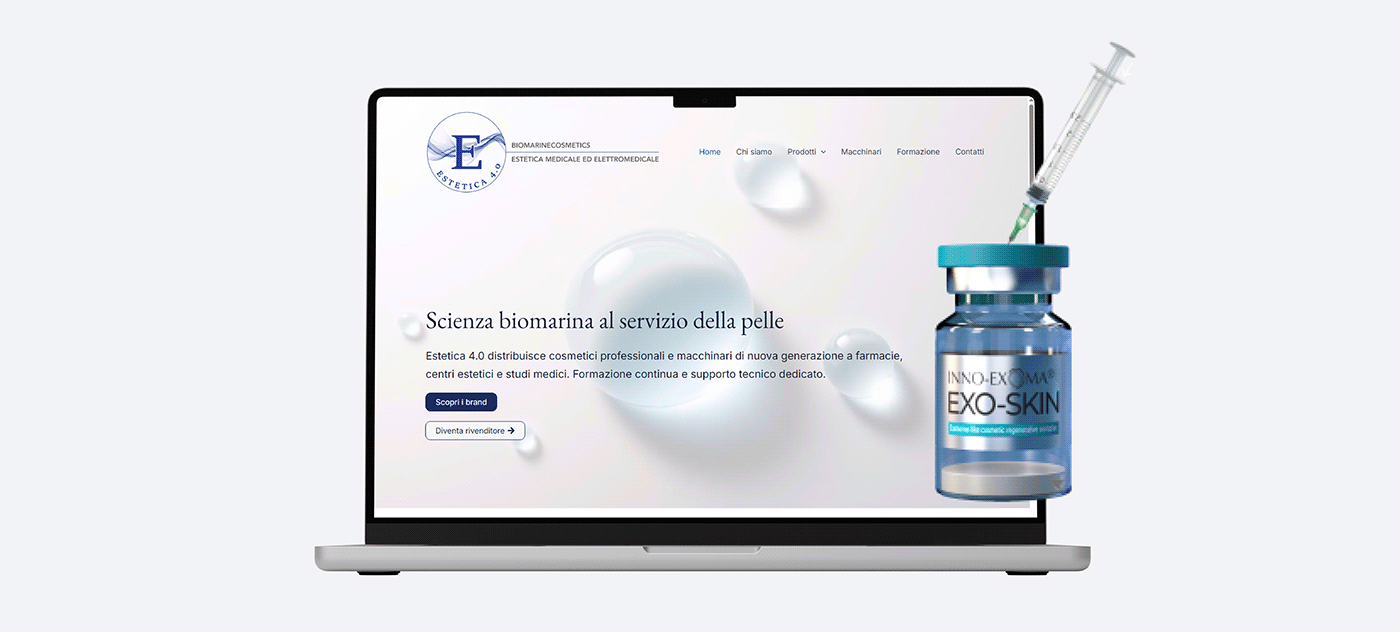 E
ESTETICA 4.0
BIOMARINECOSMETICS
ESTETICA MEDICALE ED ELETTROMEDICALE
Home
Chi siamo
Prodotti
Macchinari
Formazione
Contatti
Scienza biomarina al servizio della pelle
Estetica 4.0 distribuisce cosmetici professionali e macchinari di nuova generazione a farmacie,
centri estetici e studi medici. Formazione continua e supporto tecnico dedicato.
Scopri i brand
Diventa rivenditore
INNO-EXOMA®
EXO-SKIN
cosmetic regenerative